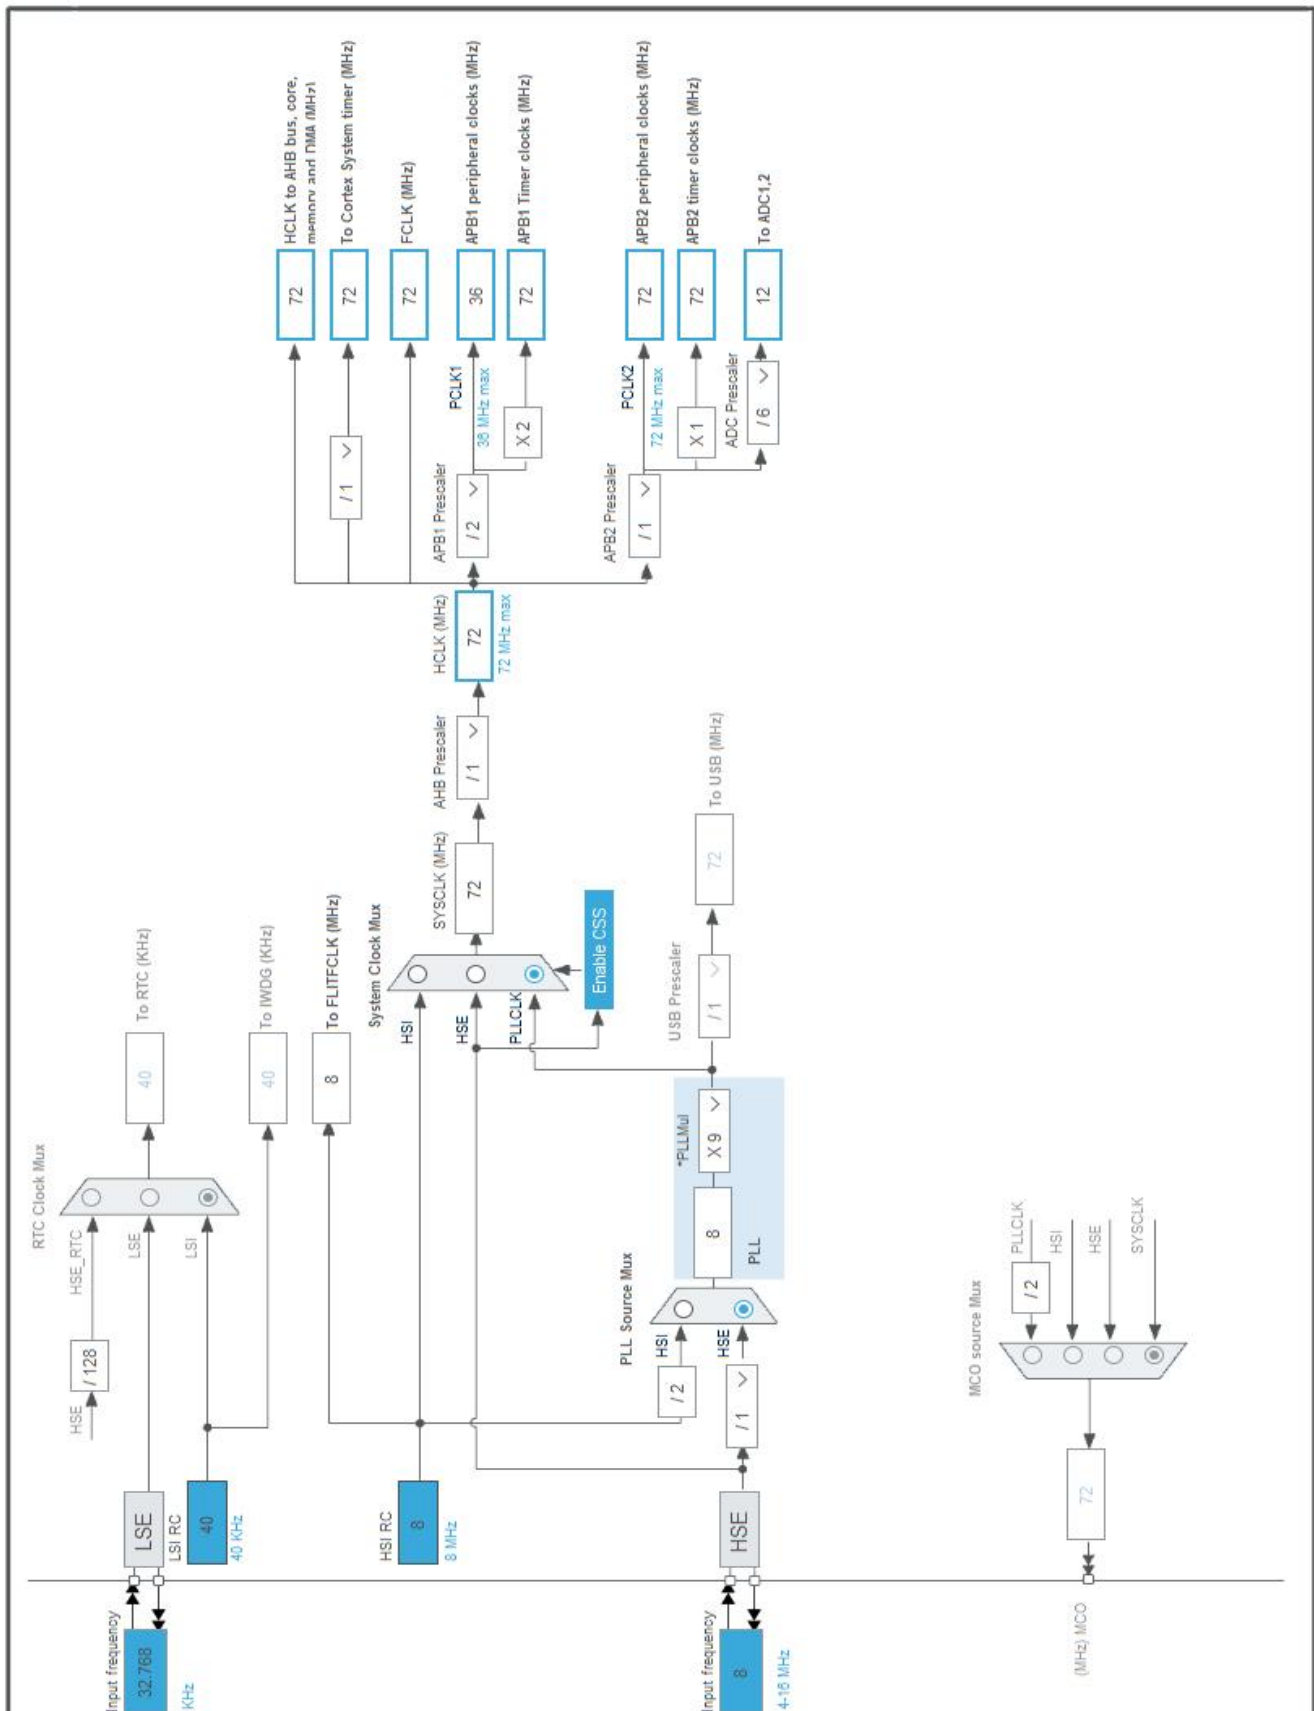 Input frequency
32.768
KHz
LSE
LSI RC
40
40 KHz
HSE
/ 128
HSE_RTC
LSE
LSI
RTC Clock Mux
40
To RTC (KHz)
40
To IWDG (KHz)
HSI RC
8
8 MHz
8
To FLITFCLK (MHz)
System Clock Mux
HSI
HSE
PLLCLK
Enable CSS
SYSCLK (MHz)
72
AHB Prescaler
/ 1
HCLK (MHz)
72
72 MHz max
72
HCLK to AHB bus, core,
memory and DMA (MHz)
/ 1
72
To Cortex System timer (MHz)
72
FCLK (MHz)
APB1 Prescaler
/ 2
PCLK1
36 MHz max
36
APB1 peripheral clocks (MHz)
X 2
72
APB1 Timer clocks (MHz)
APB2 Prescaler
/ 1
PCLK2
72 MHz max
72
APB2 peripheral clocks (MHz)
X 1
72
APB2 timer clocks (MHz)
ADC Prescaler
/ 6
12
To ADC1,2
Input frequency
8
4-16 MHz
HSE
/ 1
/ 2
PLL Source Mux
HSI
HSE
8
PLL
*PLLMul
X 9
USB Prescaler
/ 1
72
To USB (MHz)
(MHz) MCO
72
MCO source Mux
/ 2
PLLCLK
HSI
HSE
SYSCLK